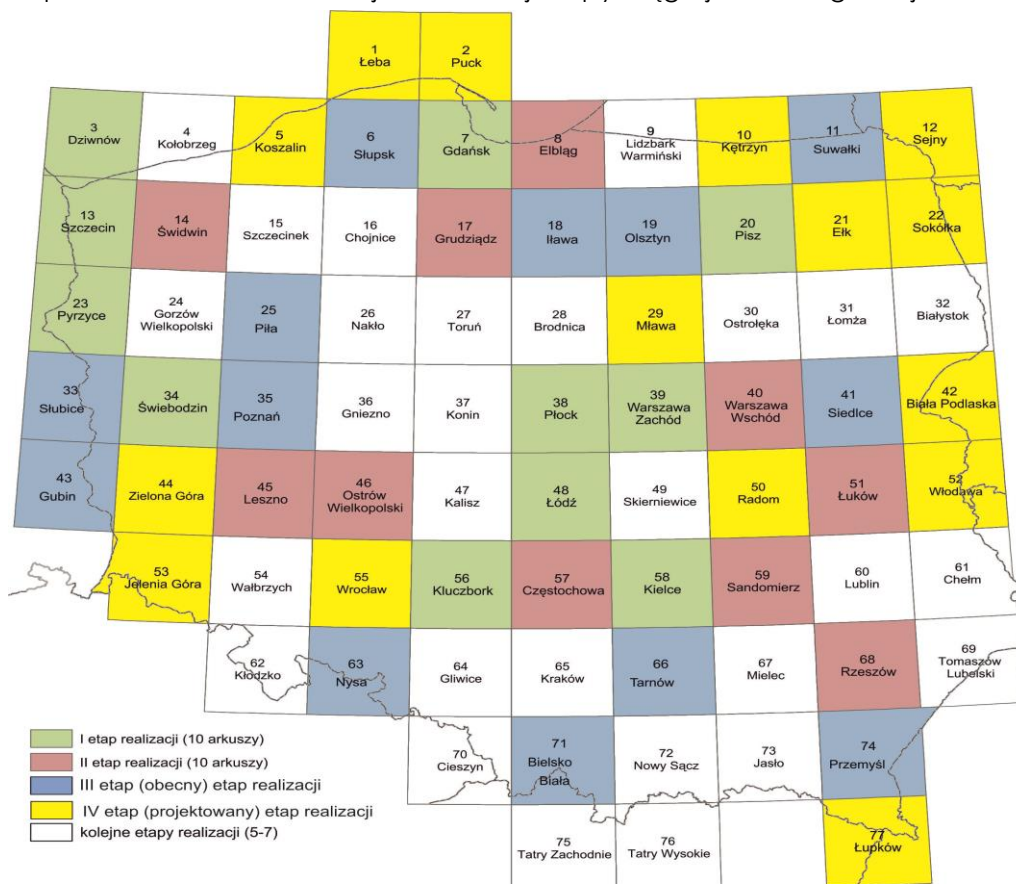 1
Łeba
2
Puck
3
Dziwnów
4
Kołobrzeg
5
Koszalin
6
Słupsk
7
Gdańsk
8
Elbląg
9
Lidzbark
Warmiński
10
Kętrzyn
11
Suwałki
12
Sejny
13
Szczecin
14
Świdwin
15
Szczecinek
16
Chojnice
17
Grudziądz
18
Iława
19
Olsztyn
20
Pisz
21
Ełk
22
Sokółka
23
Pyrzyce
24
Gorzów
Wielkopolski
25
Piła
26
Nakło
27
Toruń
28
Brodnica
29
Mława
30
Ostrołęka
31
Łomża
32
Białystok
33
Słubice
34
Świebodzin
35
Poznań
36
Gniezno
37
Konin
38
Płock
39
Warszawa
Zachód
40
Warszawa
Wschód
41
Siedlce
42
Biała Podlaska
43
Gubin
44
Zielona Góra
45
Leszno
46
Ostrów
Wielkopolski
47
Kalisz
48
Łódź
49
Skierniewice
50
Radom
51
Łuków
52
Włodawa
53
Jelenia Góra
54
Wałbrzych
55
Wrocław
56
Kluczbork
57
Częstochowa
58
Kielce
59
Sandomierz
60
Lublin
61
Chełm
62
Kłodzko
63
Nysa
64
Gliwice
65
Kraków
66
Tarnów
67
Mielec
68
Rzeszów
69
Tomaszów
Lubelski
70
Cieszyn
71
Bielsko
Biała
72
Nowy Sącz
73
Jasło
74
Przemyśl
75
Tatry Zachodnie
76
Tatry Wysokie
77
Łupków
I etap realizacji (10 arkuszy)
II etap realizacji (10 arkuszy)
III etap (obecny) etap realizacji
IV etap (projektowany) etap realizacji
kolejne etapy realizacji (5-7)